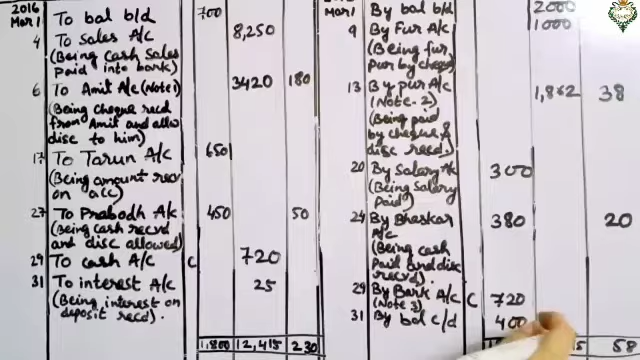 2016
Mar 1 To bal b/d 700
4 To Sales A/c 8,250
(Being cash sales
paid into bank)
6 To Amit A/c (Note 1) 3420 180
(Being cheque recd
from Amit and allo
disc to him)
17 To Tarun A/c 650
(Being amount rec
on acc)
27 To Prabodh A/c 450 50
(Being cash recvd
and disc allowed)
29 To cash A/c C 720
31 To interest A/c 25
(Being interest on
deposit recd).
1,800 12,415 230
Mar 1 By bal b/d 2000
9 By Fur A/c 1000
(Being fur
pur by cheque)
13 By pur A/c 1,862 38
(Note-2)
(Being paid
by cheque &
disc recd.)
20 By Salary A/c 300
(Being Salary
paid)
24 By Bhaskar 380 20
A/c
(Being cash
paid and disc
recvd).
29 By Bank A/c C 720
(Note 3)
31 By bal c/d 400
58